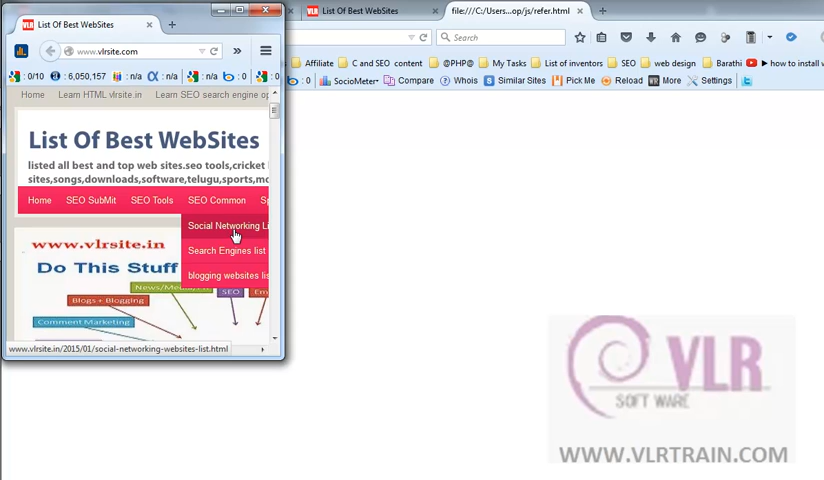 List Of Best WebSites
www.vlrsite.com
: 0/10 : 6,050,157 : n/a : n/a : n/a : 0
Home Learn HTML vlrsite.in Learn SEO search engine op
List Of Best WebSites
listed all best and top web sites.seo tools,cricket
sites,songs,downloads,software,telugu,sports,mo
Home SEO SubMit SEO Tools SEO Common Sp
Social Networking Li
Search Engines list
blogging websites lis
www.vlrsite.in
Do This Stuff
News/Media/
Blogs + Blogging
SEO
Comment Marketing
www.vlrsite.in/2015/01/social-networking-websites-list.html
List Of Best WebSites
file:///C:/Users...op/js/refer.html
Search
Affiliate C and SEO content @PHP@ My Tasks List of inventors SEO web design Barathi how to install w
: 0 SocioMeter Compare Whois Similar Sites Pick Me Reload More Settings
VLR
SOFT WARE
WWW.VLRTRAIN.COM